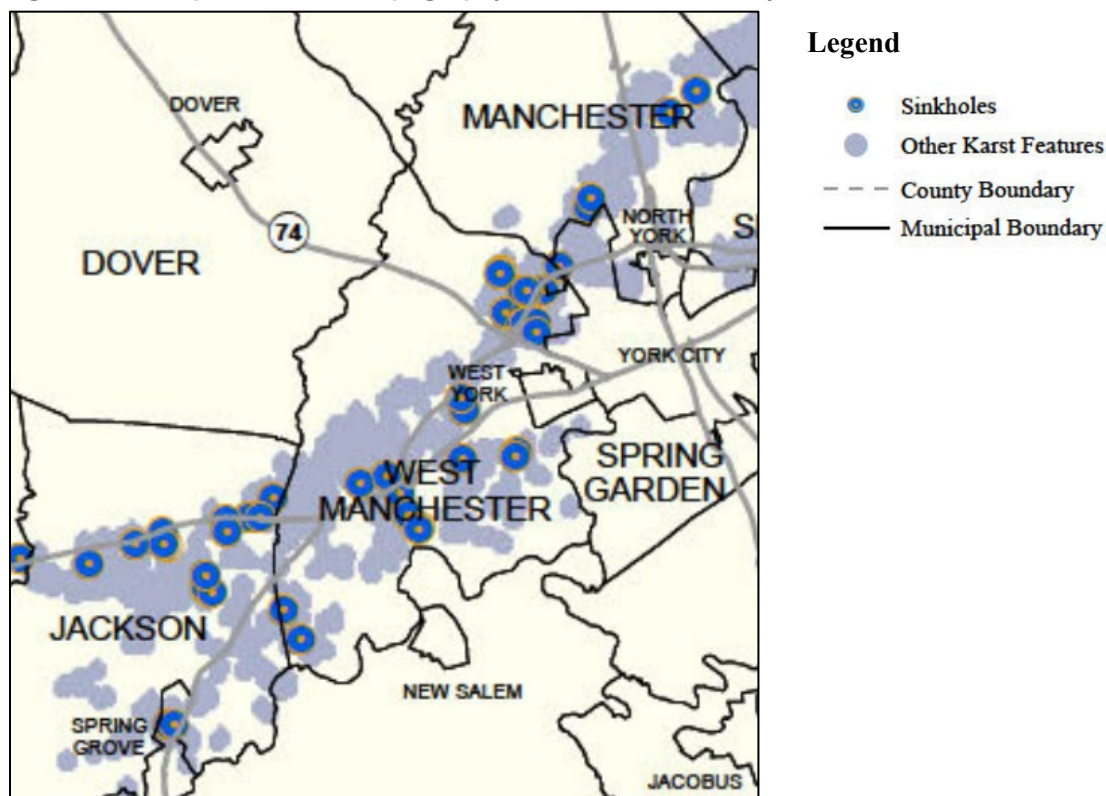 Legend
Sinkholes
Other Karst Features
County Boundary
Municipal Boundary
DOVER
MANCHESTER
NORTH
YORK
74
DOVER
YORK CITY
WEST
YORK
SPRING
GARDEN
WEST
MANCHESTER
JACKSON
NEW SALEM
SPRING
GROVE
JACOBUS